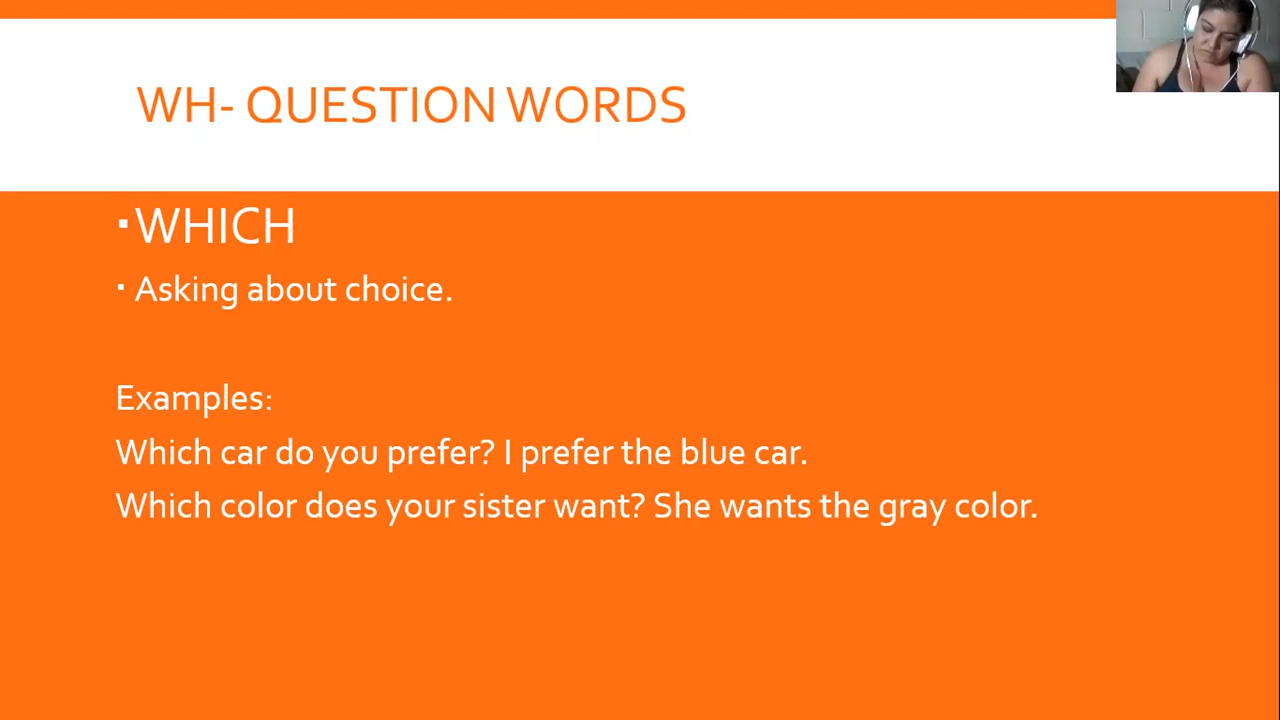 WH- QUESTION WORDS
▪WHICH
▪ Asking about choice.
Examples:
Which car do you prefer? I prefer the blue car.
Which color does your sister want? She wants the gray color.